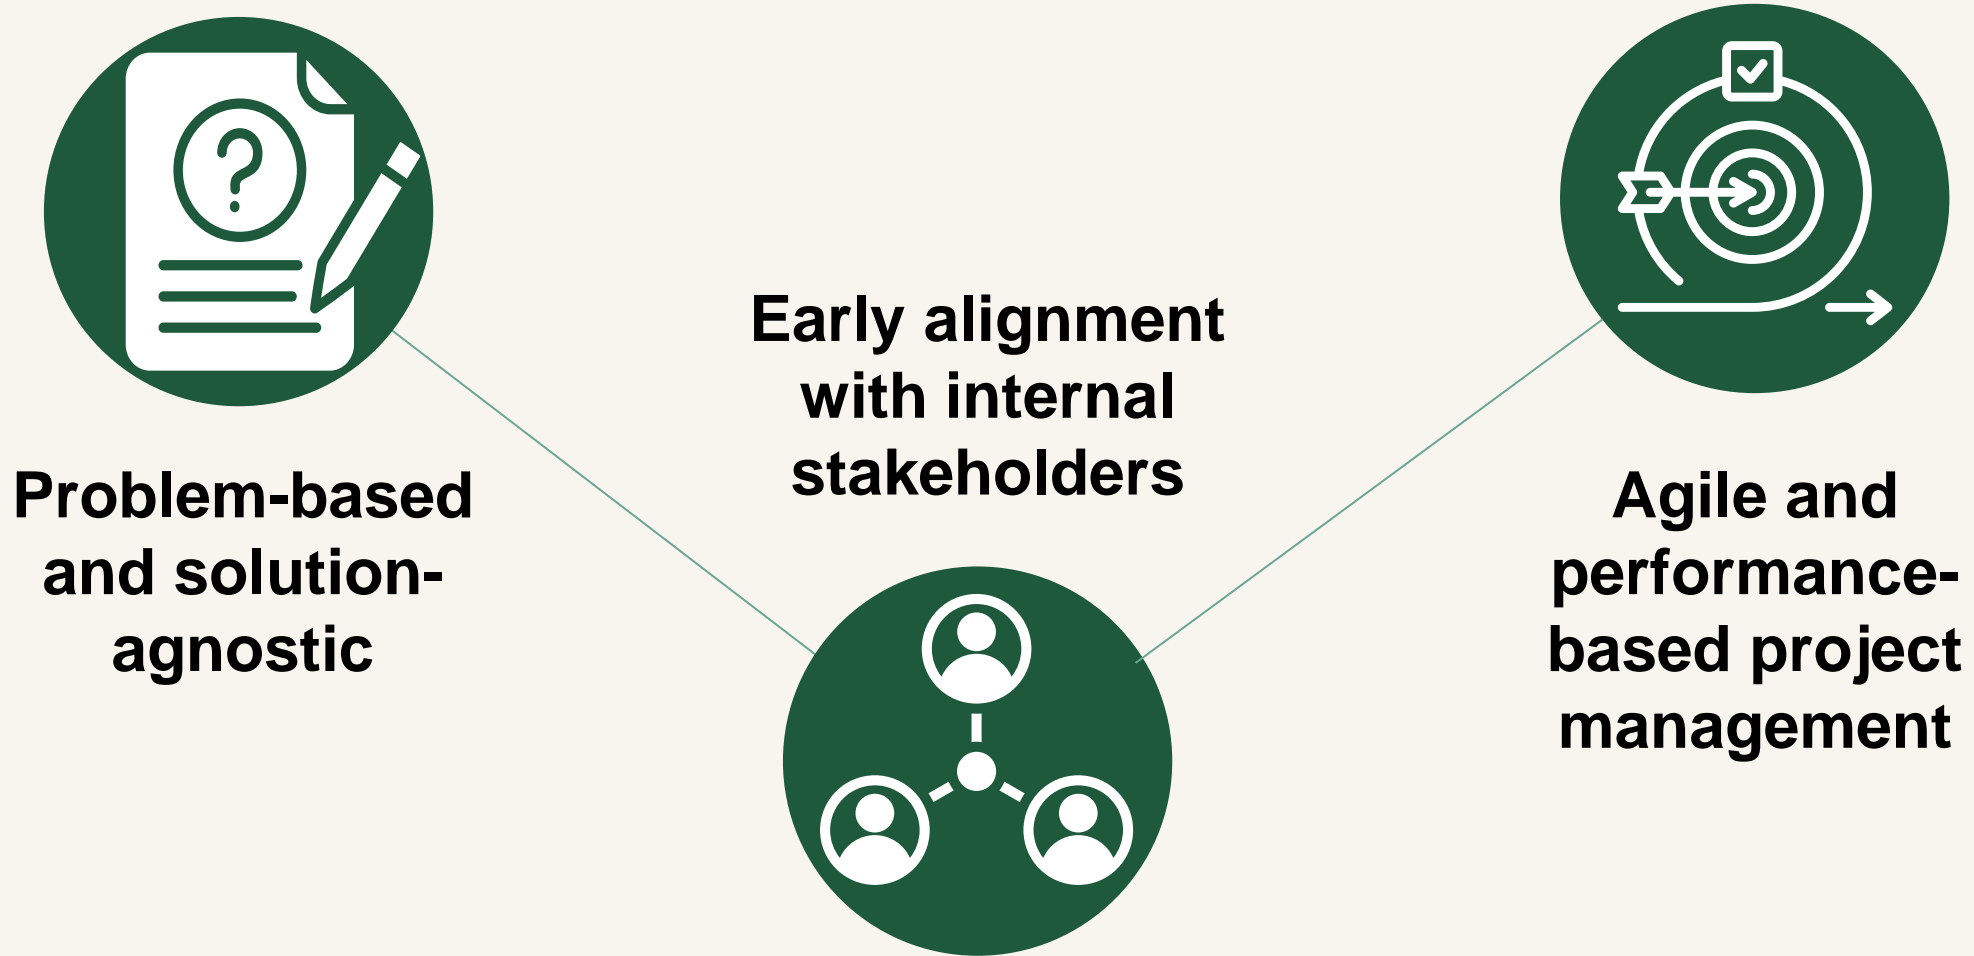 Problem-based
and solution-
agnostic
Early alignment
with internal
stakeholders
Agile and
performance-
based project
management